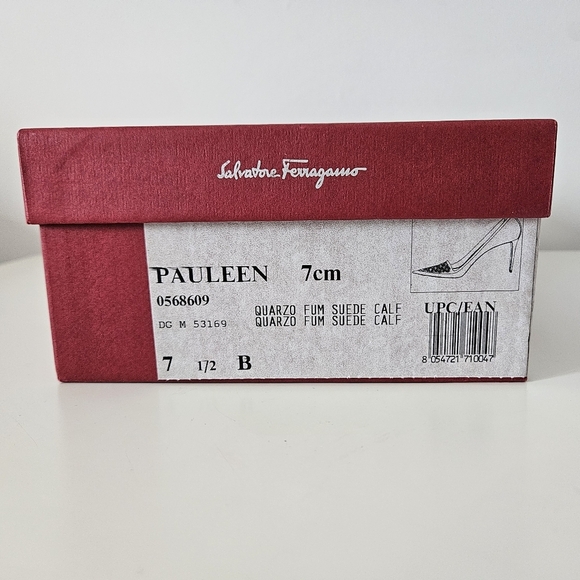 Salvatore Ferragamo
PAULEEN 7cm
0568609
DG M 53169
QUARZO FUM SUEDE CALF
QUARZO FUM SUEDE CALF
7 1/2 B
UPC/EAN
8 054721 710047